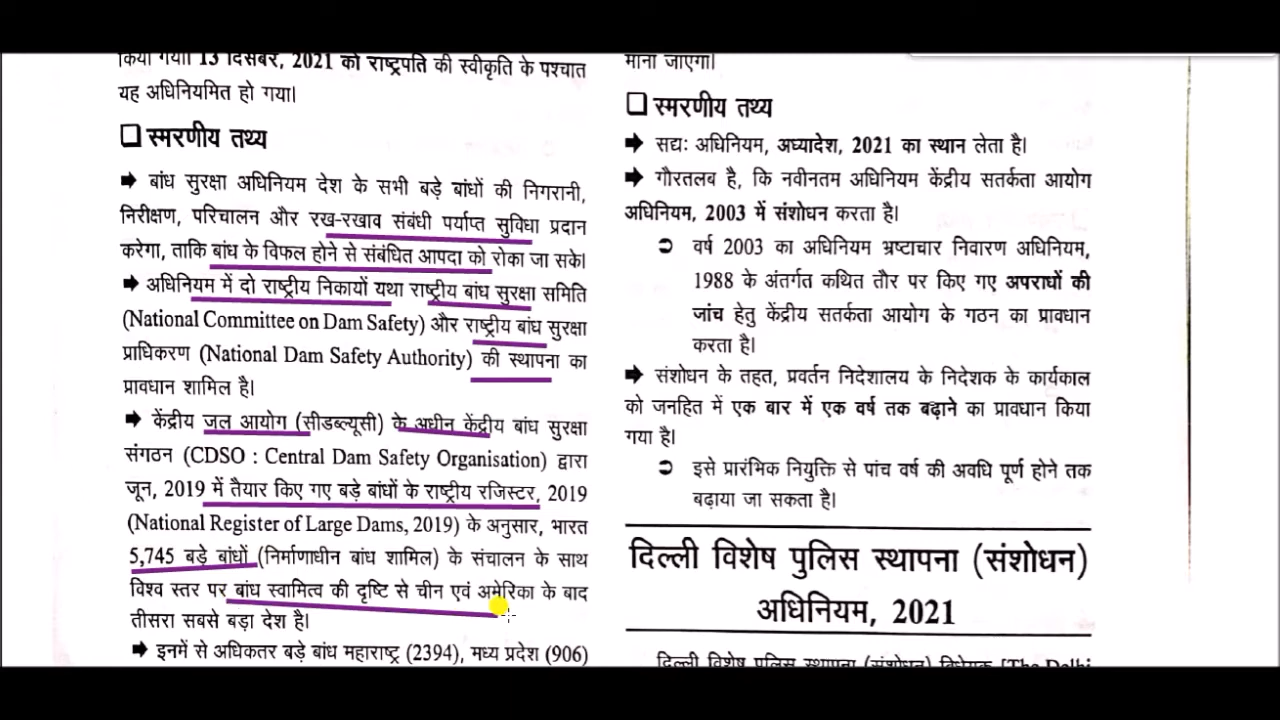 किया गया। 13 दिसंबर, 2021 को राष्ट्रपति की स्वीकृति के पश्चात
यह अधिनियमित हो गया।
❑ स्मरणीय तथ्य
➡ बांध सुरक्षा अधिनियम देश के सभी बड़े बांधों की निगरानी,
निरीक्षण, परिचालन और रख-रखाव संबंधी पर्याप्त सुविधा प्रदान
करेगा, ताकि बांध के विफल होने से संबंधित आपदा को रोका जा सके।
➡ अधिनियम में दो राष्ट्रीय निकायों यथा राष्ट्रीय बांध सुरक्षा समिति
(National Committee on Dam Safety) और राष्ट्रीय बांध सुरक्षा
प्राधिकरण (National Dam Safety Authority) की स्थापना का
प्रावधान शामिल है।
➡ केंद्रीय जल आयोग (सीडब्ल्यूसी) के अधीन केंद्रीय बांध सुरक्षा
संगठन (CDSO : Central Dam Safety Organisation) द्वारा
जून, 2019 में तैयार किए गए बड़े बांधों के राष्ट्रीय रजिस्टर, 2019
(National Register of Large Dams, 2019) के अनुसार, भारत
5,745 बड़े बांधों (निर्माणाधीन बांध शामिल) के संचालन के साथ
विश्व स्तर पर बांध स्वामित्व की दृष्टि से चीन एवं अमेरिका के बाद
तीसरा सबसे बड़ा देश है।
➡ इनमें से अधिकतर बड़े बांध महाराष्ट्र (2394), मध्य प्रदेश (906)
माना जाएगा।
❑ स्मरणीय तथ्य
➡ सद्यः अधिनियम, अध्यादेश, 2021 का स्थान लेता है।
➡ गौरतलब है, कि नवीनतम अधिनियम केंद्रीय सतर्कता आयोग
अधिनियम, 2003 में संशोधन करता है।
➲ वर्ष 2003 का अधिनियम भ्रष्टाचार निवारण अधिनियम,
1988 के अंतर्गत कथित तौर पर किए गए अपराधों की
जांच हेतु केंद्रीय सतर्कता आयोग के गठन का प्रावधान
करता है।
➡ संशोधन के तहत, प्रवर्तन निदेशालय के निदेशक के कार्यकाल
को जनहित में एक बार में एक वर्ष तक बढ़ाने का प्रावधान किया
गया है।
➲ इसे प्रारंभिक नियुक्ति से पांच वर्ष की अवधि पूर्ण होने तक
बढ़ाया जा सकता है।
दिल्ली विशेष पुलिस स्थापना (संशोधन)
अधिनियम, 2021
दिल्ली विशेष पुलिस स्थापना (संशोधन) विधेयक [The Delhi